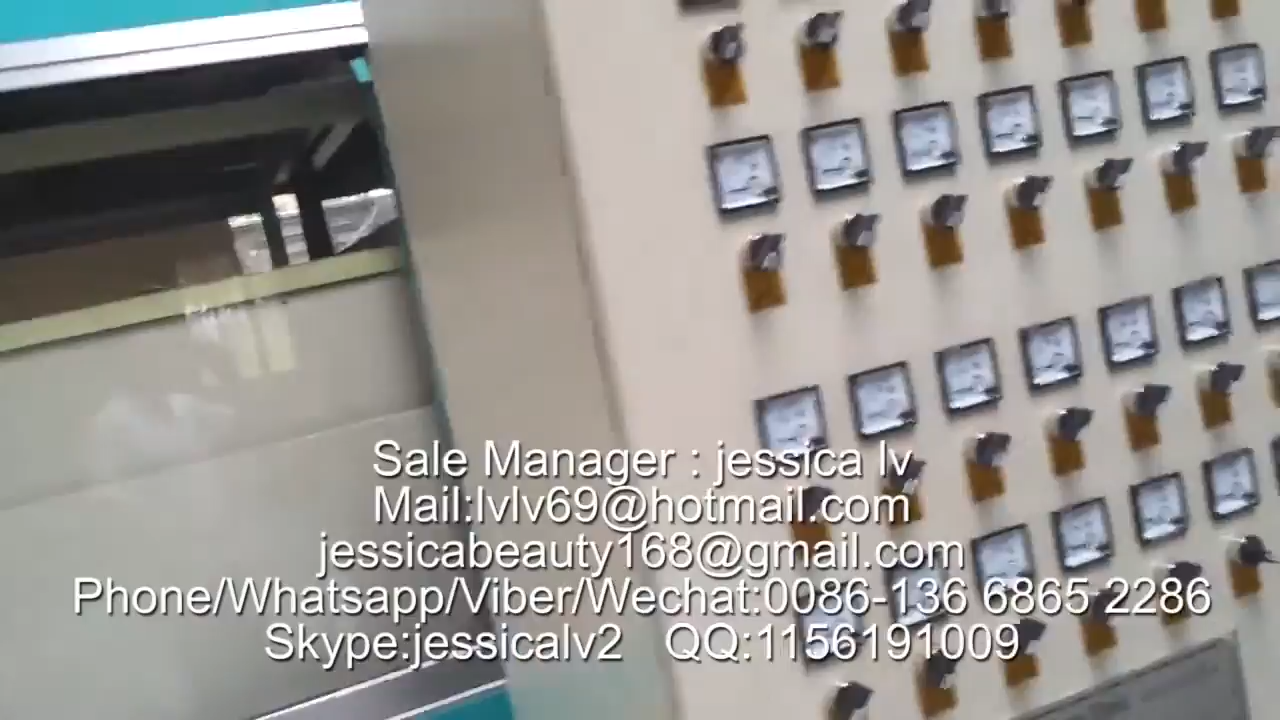 Sale Manager : jessica lv
Mail:lvlv69@hotmail.com
jessicabeauty168@gmail.com
Phone/Whatsapp/Viber/Wechat:0086-136 6865 2286
Skype:jessicalv2 QQ:1156191009